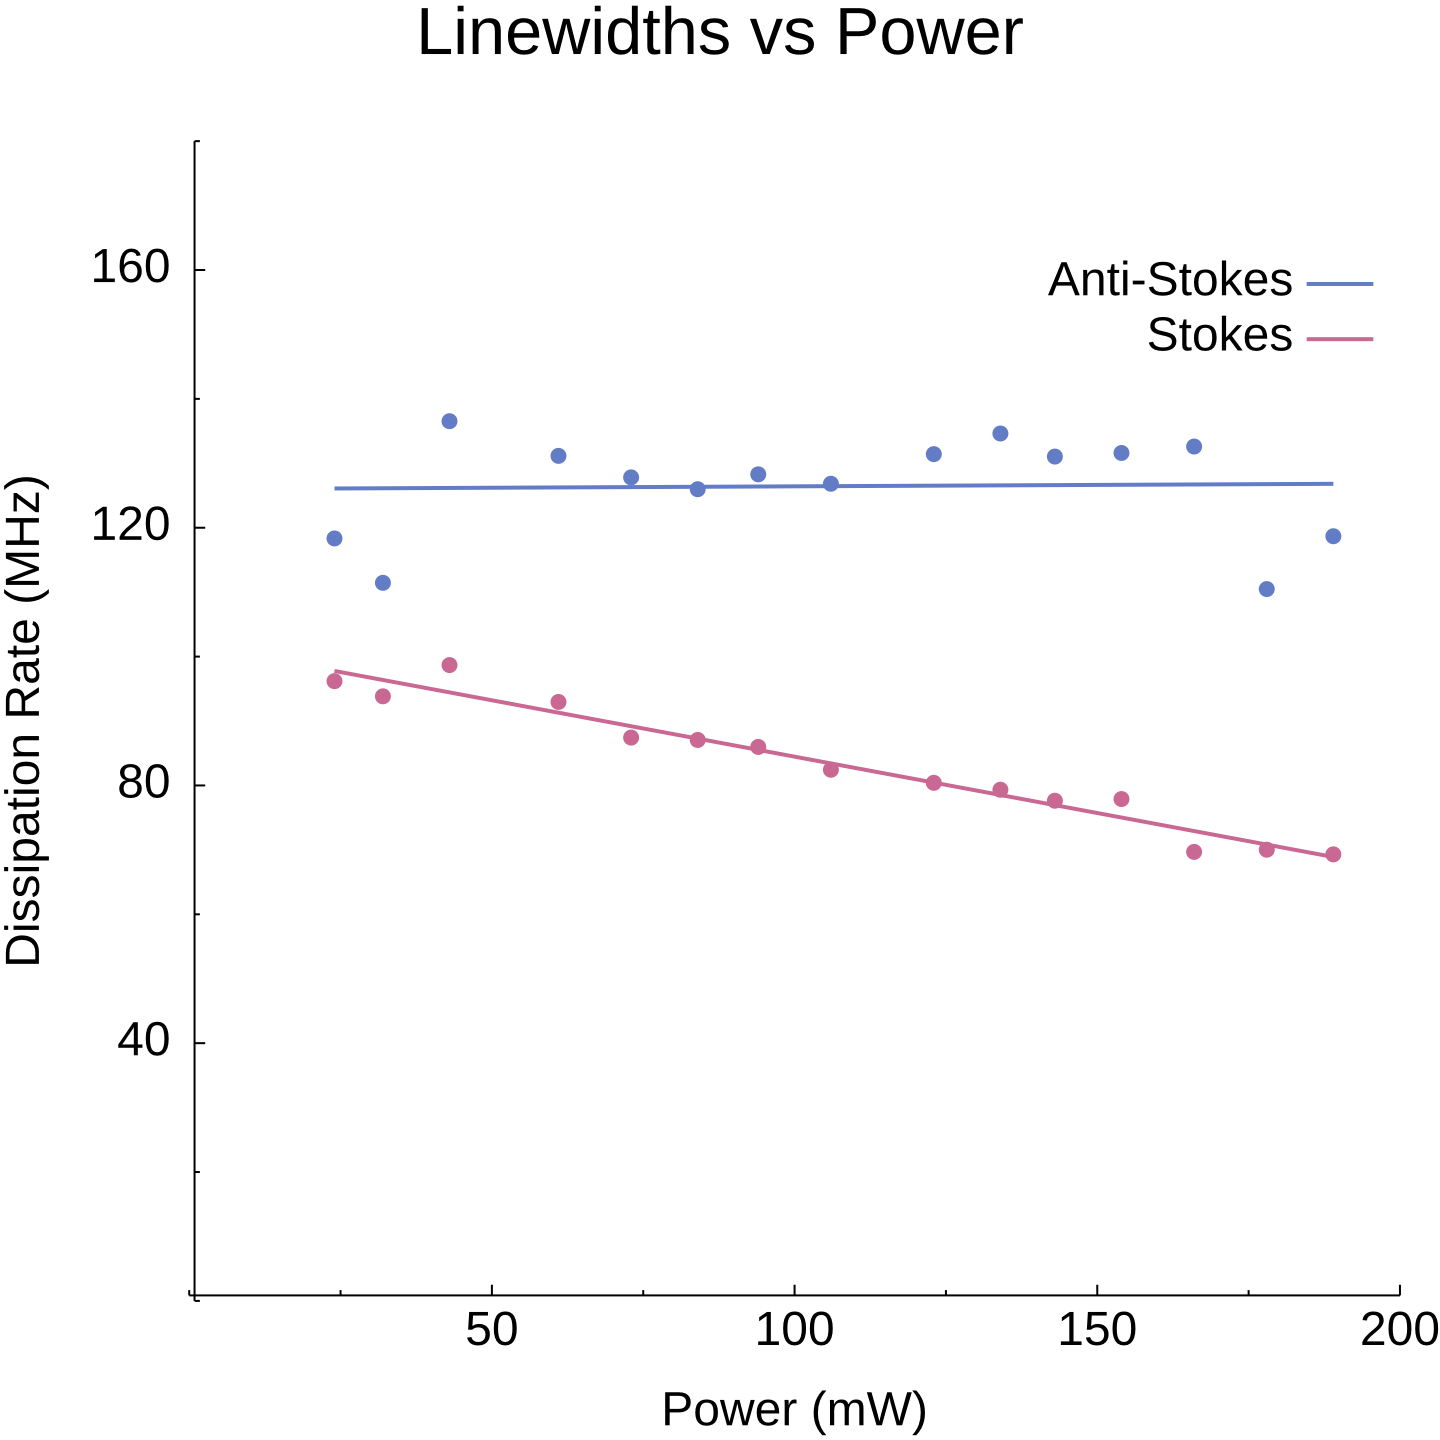 Linewidths vs Power
160
120
80
40
Dissipation Rate (MHz)
Anti-Stokes
Stokes
50 100 150 200
Power (mW)